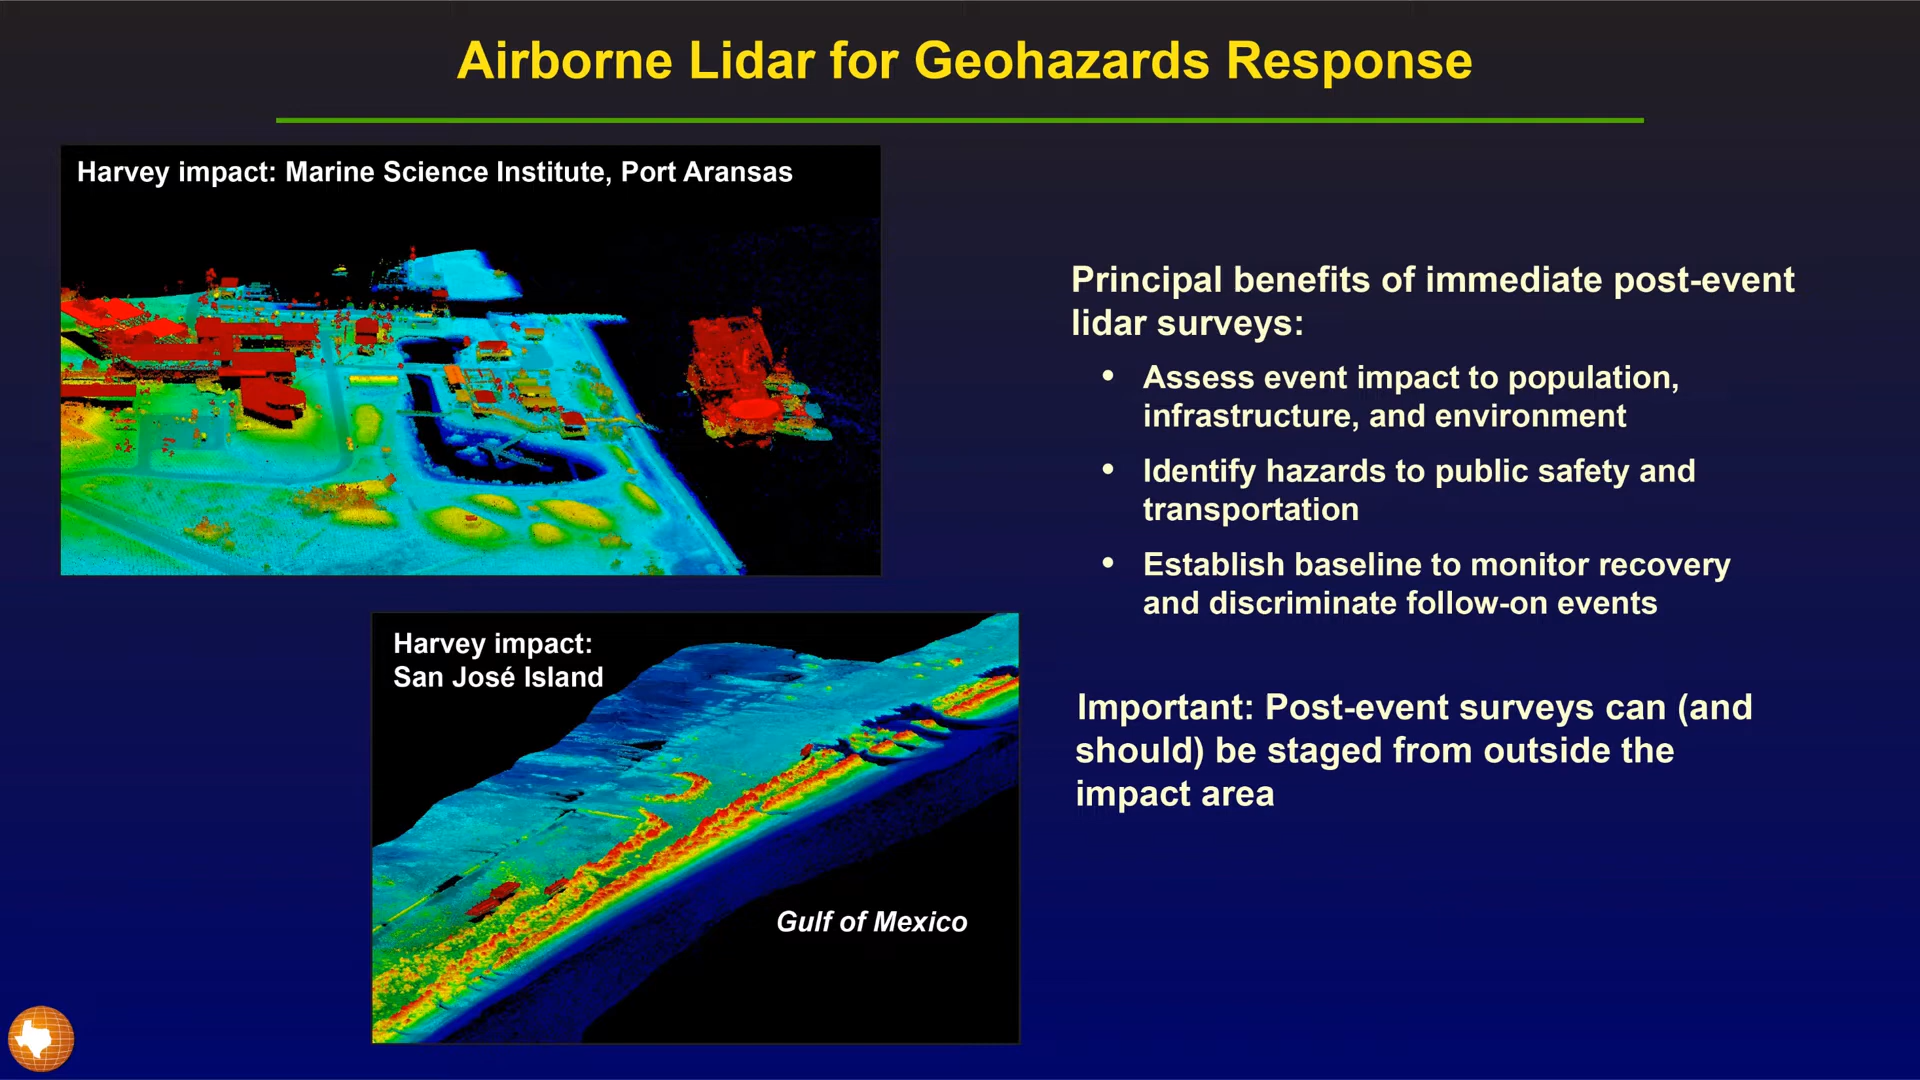 Airborne Lidar for Geohazards Response
Harvey impact: Marine Science Institute, Port Aransas
Harvey impact:
San José Island
Gulf of Mexico
Principal benefits of immediate post-event
lidar surveys:
• Assess event impact to population,
infrastructure, and environment
• Identify hazards to public safety and
transportation
• Establish baseline to monitor recovery
and discriminate follow-on events
Important: Post-event surveys can (and
should) be staged from outside the
impact area